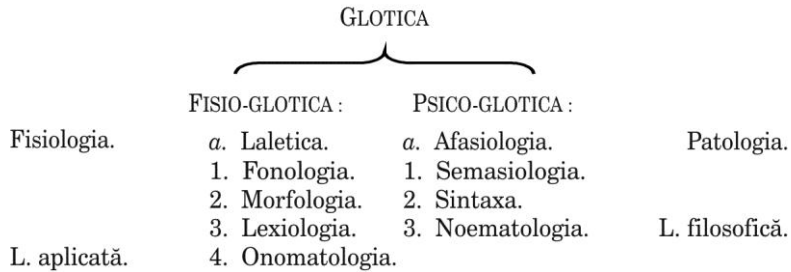 GLOTICA
FISIO-GLOTICA : PSICO-GLOTICA :
Fisiologia. a. Laletica. a. Afasiologia. Patologia.
1. Fonologia. 1. Semasiologia.
2. Morfologia. 2. Sintaxa.
3. Lexiologia. 3. Noematologia. L. filosofică.
L. aplicată. 4. Onomatologia.